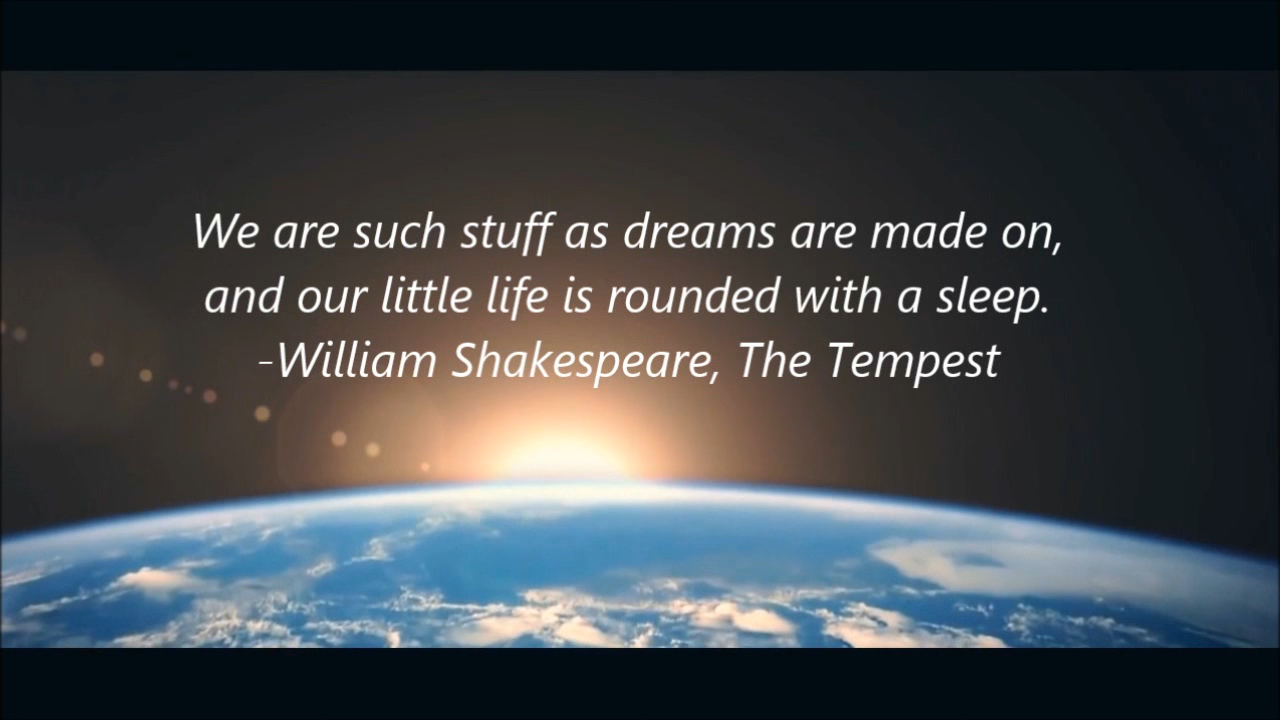 We are such stuff as dreams are made on,
and our little life is rounded with a sleep.
-William Shakespeare, The Tempest